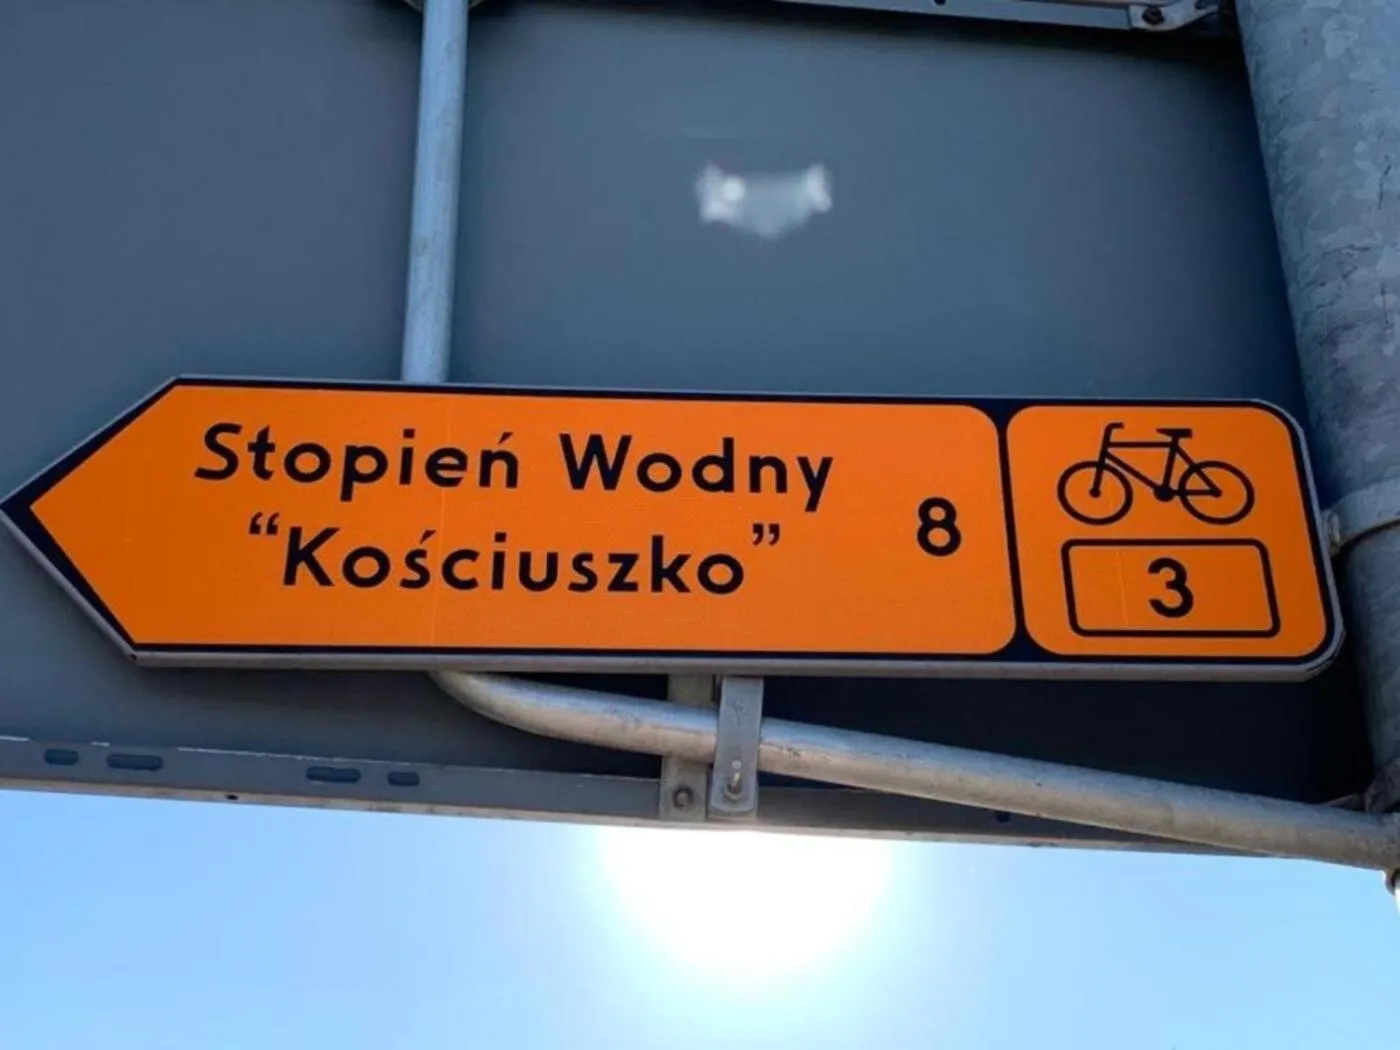 Stopień Wodny
“Kościuszko”
8
3